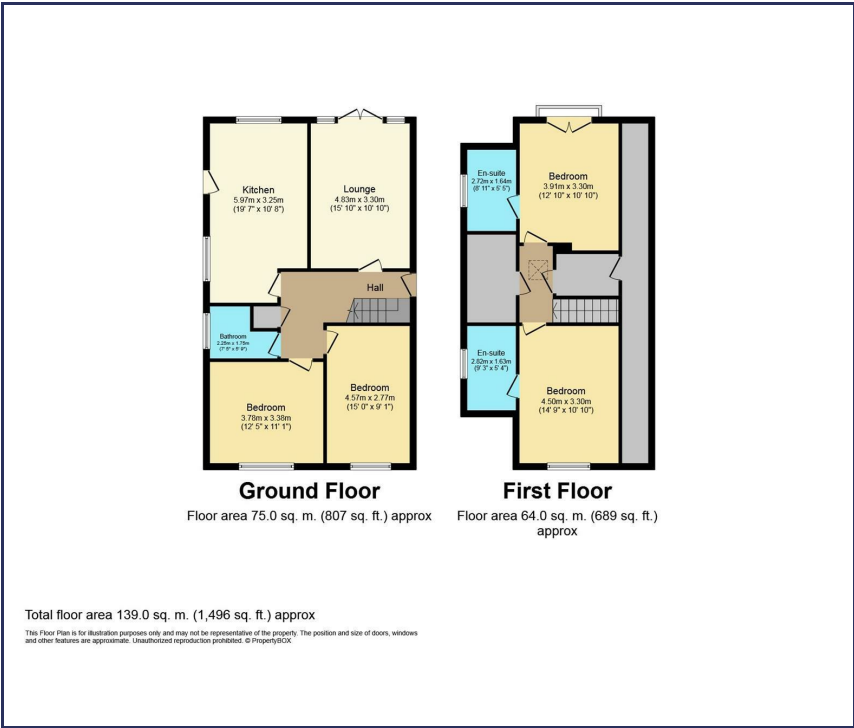 Kitchen
5.97m x 3.25m
(19' 7" x 10' 8")
Lounge
4.83m x 3.30m
(15' 10" x 10' 10")
Hall
Bathroom
2.25m x 1.75m
(7' 5" x 5' 9")
Bedroom
3.78m x 3.38m
(12' 5" x 11' 1")
Bedroom
4.57m x 2.77m
(15' 0" x 9' 1")
Ground Floor
Floor area 75.0 sq. m. (807 sq. ft.) approx
En-suite
2.72m x 1.64m
(8' 11" x 5' 5")
Bedroom
3.91m x 3.30m
(12' 10" x 10' 10")
En-suite
2.82m x 1.63m
(9' 3" x 5' 4")
Bedroom
4.50m x 3.30m
(14' 9" x 10' 10")
First Floor
Floor area 64.0 sq. m. (689 sq. ft.)
approx
Total floor area 139.0 sq. m. (1,496 sq. ft.) approx
This Floor Plan is for illustration purposes only and may not be representative of the property. The position and size of doors, windows
and other features are approximate. Unauthorized reproduction prohibited. © PropertyBOX